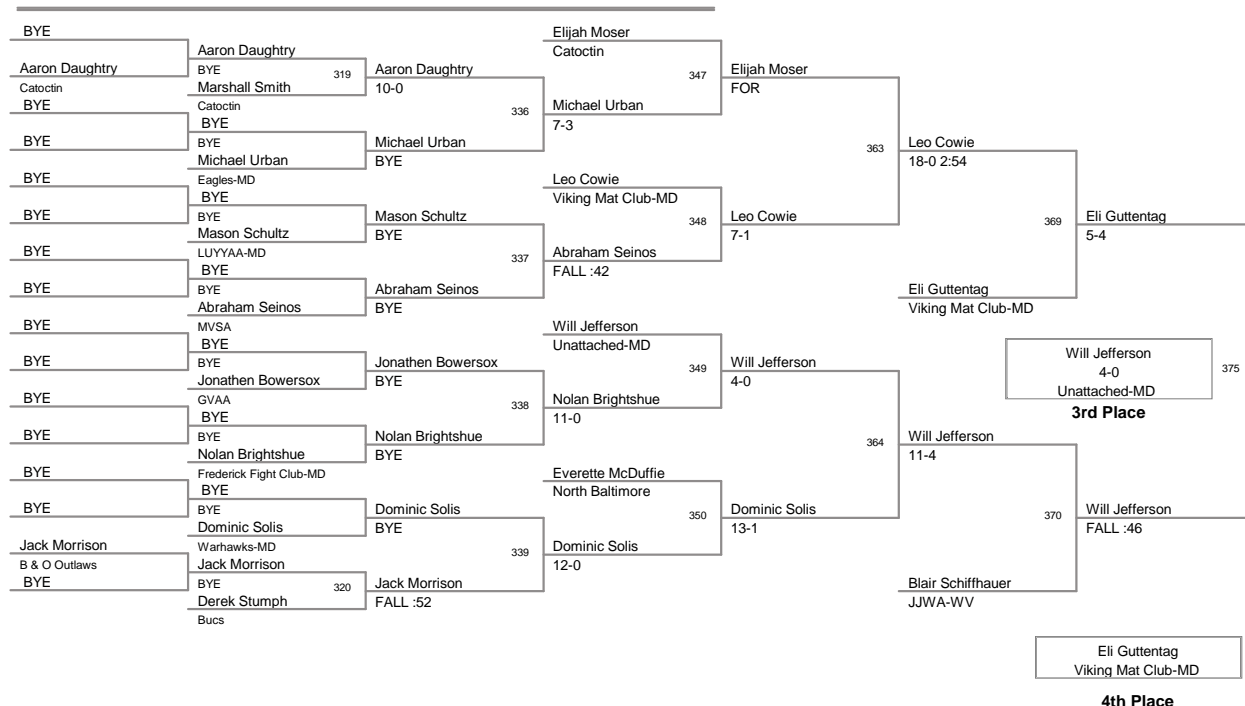 BYE
Aaron Daughtry
Catoctin
BYE
BYE
BYE
BYE
BYE
BYE
BYE
BYE
BYE
BYE
BYE
BYE
Jack Morrison
B & O Outlaws
BYE
Aaron Daughtry
BYE
319
Marshall Smith
Catoctin
BYE
BYE
Michael Urban
Eagles-MD
BYE
BYE
Mason Schultz
LUYYAA-MD
BYE
BYE
Abraham Seinos
MVSA
BYE
BYE
Jonathen Bowersox
GVAA
BYE
BYE
Nolan Brightshue
Frederick Fight Club-MD
BYE
BYE
Dominic Solis
Warhawks-MD
Jack Morrison
BYE
320
Derek Stumph
Bucs
Aaron Daughtry
10-0
336
Michael Urban
BYE
Mason Schultz
BYE
337
Abraham Seinos
BYE
Jonathen Bowersox
BYE
338
Nolan Brightshue
BYE
Dominic Solis
BYE
339
Jack Morrison
FALL :52
Elijah Moser
Catoctin
347
Michael Urban
7-3
Leo Cowie
Viking Mat Club-MD
348
Abraham Seinos
FALL :42
Will Jefferson
Unattached-MD
349
Nolan Brightshue
11-0
Everette McDuffie
North Baltimore
350
Dominic Solis
12-0
Elijah Moser
FOR
363
Leo Cowie
7-1
Will Jefferson
4-0
364
Dominic Solis
13-1
Leo Cowie
18-0 2:54
369
Eli Guttentag
Viking Mat Club-MD
Will Jefferson
11-4
370
Blair Schiffhauer
JJWA-WV
Eli Guttentag
5-4
Will Jefferson
4-0
Unattached-MD
375
3rd Place
Will Jefferson
FALL :46
Eli Guttentag
Viking Mat Club-MD
4th Place